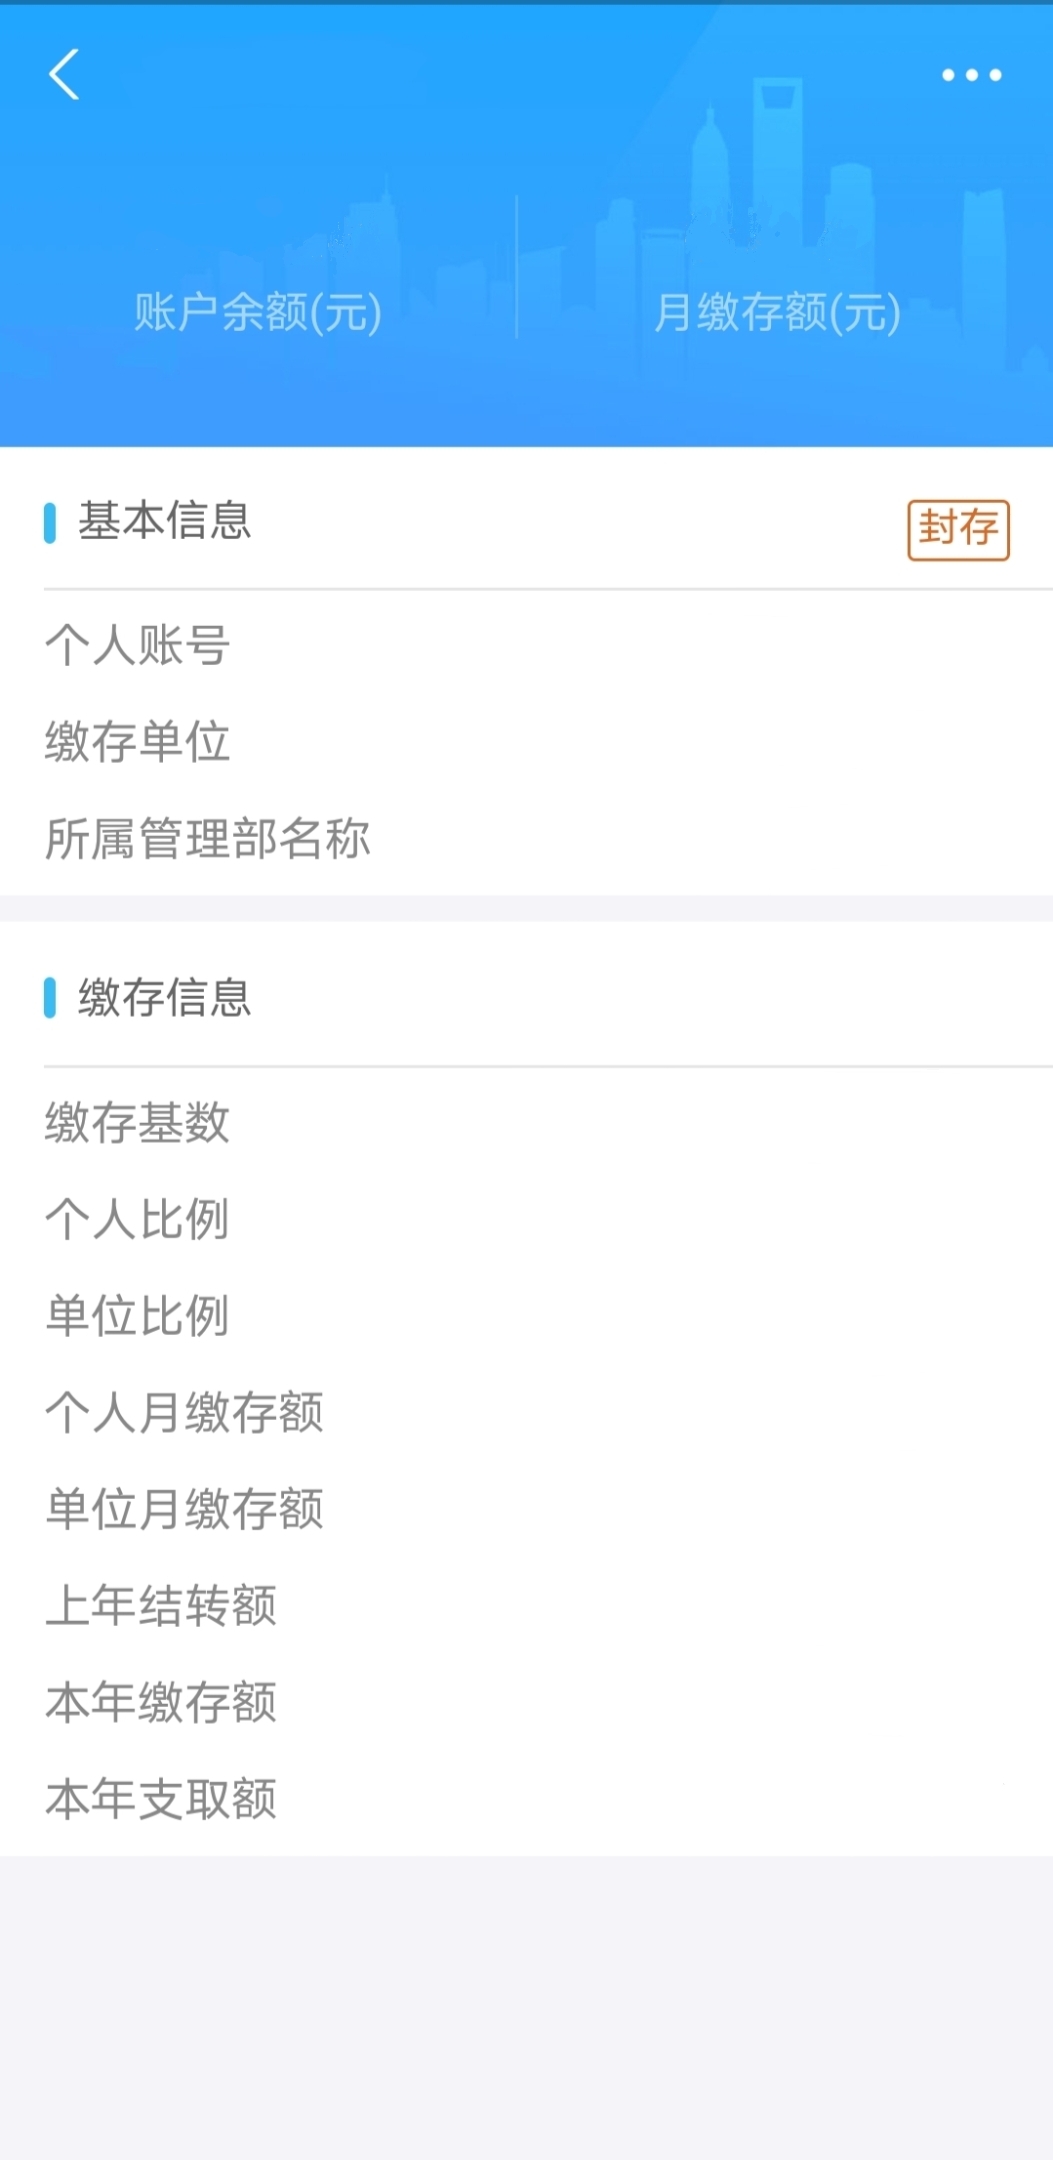 账户余额(元)
月缴存额(元)
基本信息
封存
个人账号
缴存单位
所属管理部名称
缴存信息
缴存基数
个人比例
单位比例
个人月缴存额
单位月缴存额
上年结转额
本年缴存额
本年支取额